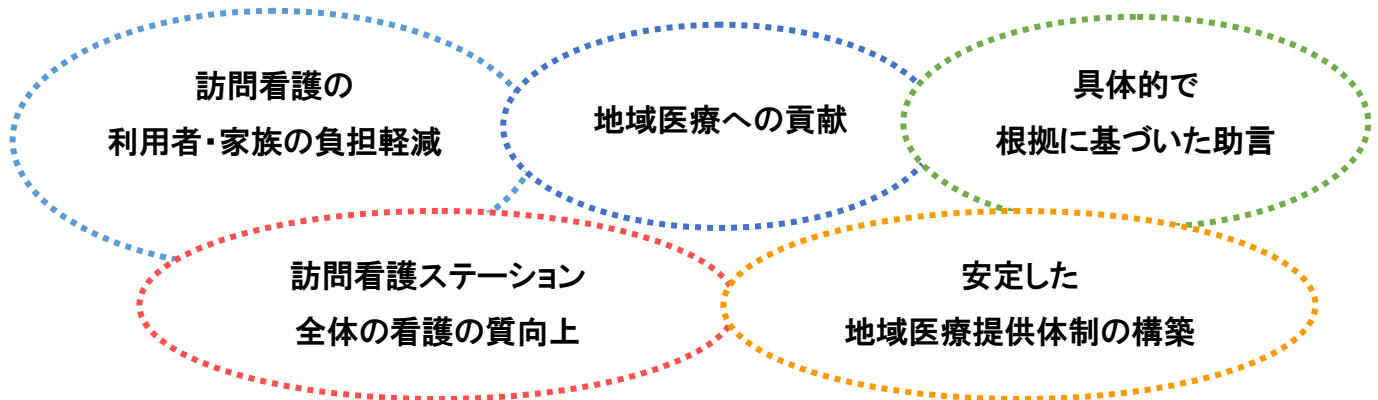 訪問看護の
利用者・家族の負担軽減
地域医療への貢献
具体的で
根拠に基づいた助言
訪問看護ステーション
全体の看護の質向上
安定した
地域医療提供体制の構築